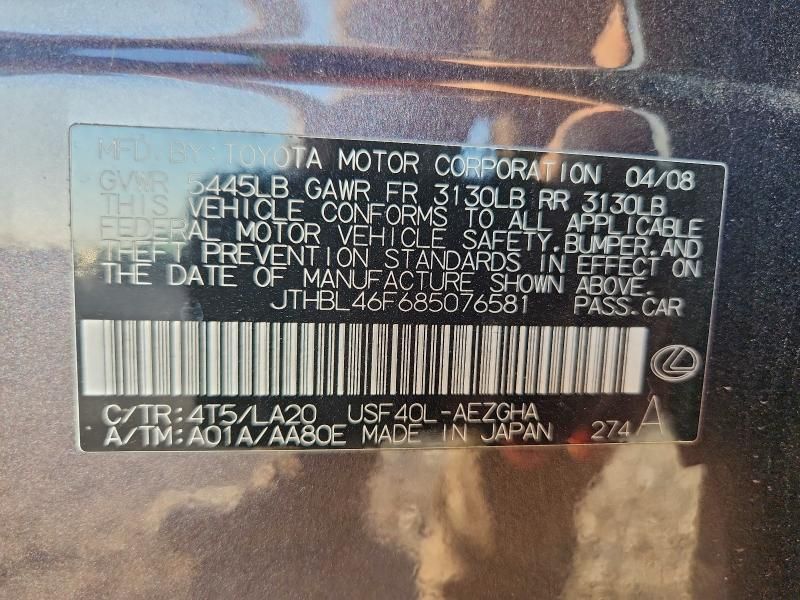 MFD. BY: TOYOTA MOTOR CORPORATION 04/08
GVWR 5445LB GAWR FR 3130LB RR 3130LB
THIS VEHICLE CONFORMS TO ALL APPLICABLE
FEDERAL MOTOR VEHICLE SAFETY, BUMPER, AND
THEFT PREVENTION STANDARDS IN EFFECT ON
THE DATE OF MANUFACTURE SHOWN ABOVE.
JTHBL46F685076581 PASS.CAR
C/TR:4T5/LA20 USF40L-AEZGHA
A/TM:A01A/AA80E MADE IN JAPAN 274 A